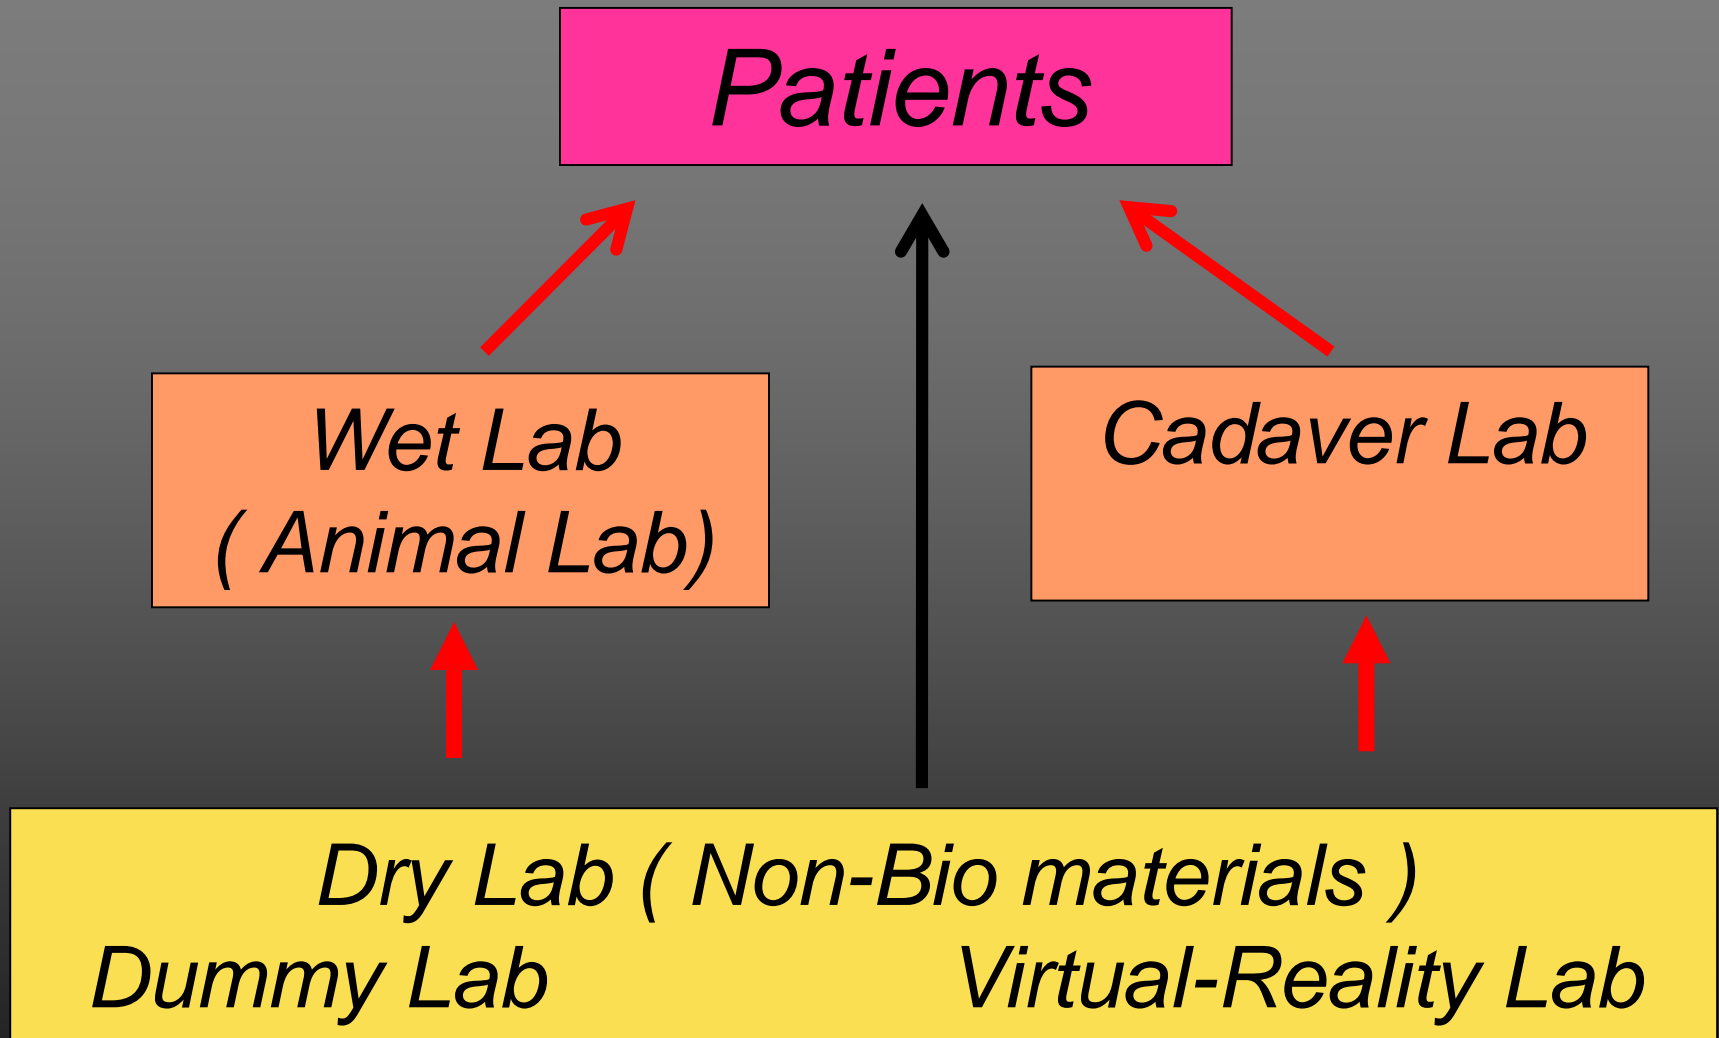 Patients
Wet Lab
( Animal Lab)
Cadaver Lab
Dry Lab ( Non-Bio materials )
Dummy Lab Virtual-Reality Lab